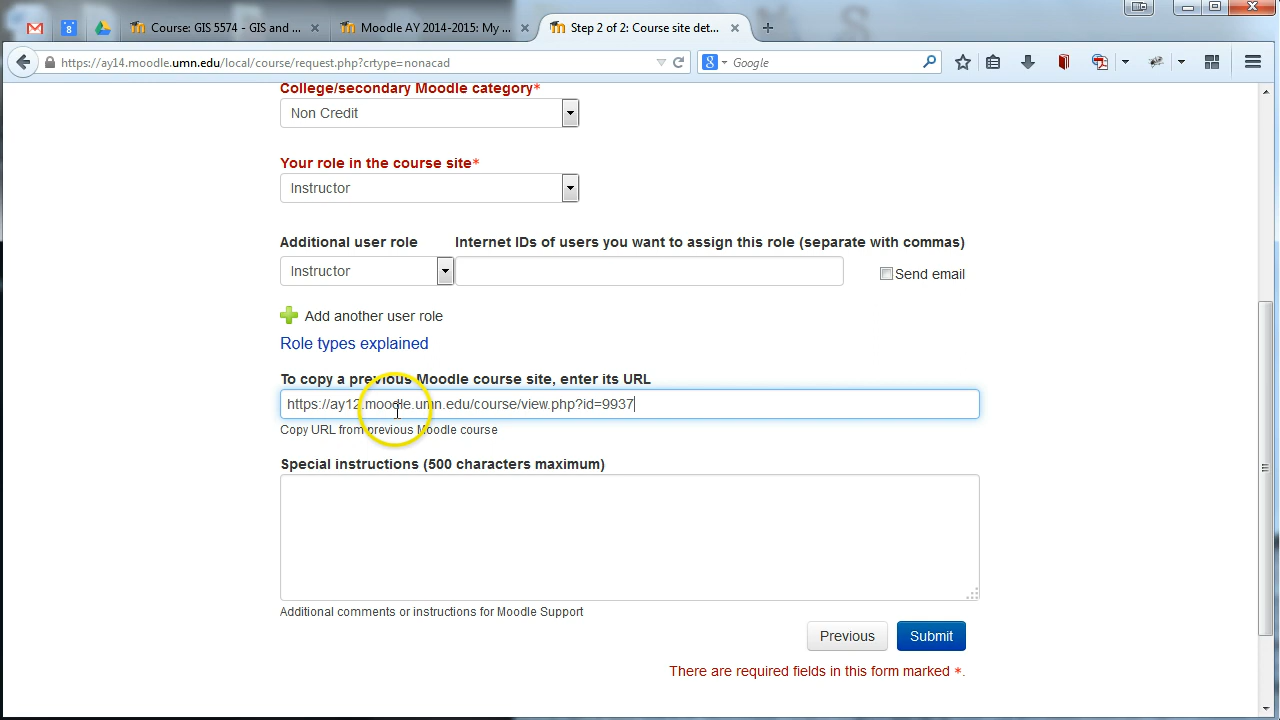 Course: GIS 5574 - GIS and ...
Moodle AY 2014-2015: My ...
Step 2 of 2: Course site det...
https://ay14.moodle.umn.edu/local/course/request.php?crtype=nonacad
Google
College/secondary Moodle category*
Non Credit
Your role in the course site*
Instructor
Additional user role
Internet IDs of users you want to assign this role (separate with commas)
Instructor
Send email
Add another user role
Role types explained
To copy a previous Moodle course site, enter its URL
https://ay12.moodle.umn.edu/course/view.php?id=9937
Copy URL from previous Moodle course
Special instructions (500 characters maximum)
Additional comments or instructions for Moodle Support
Previous
Submit
There are required fields in this form marked *.